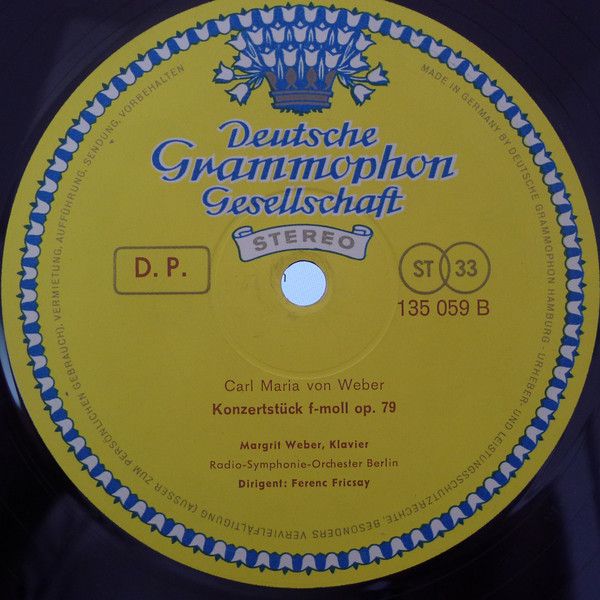 Deutsche
Grammophon
Gesellschaft
STEREO
D. P.
ST 33
135 059 B
Carl Maria von Weber
Konzertstück f-moll op. 79
Margrit Weber, Klavier
Radio-Symphonie-Orchester Berlin
Dirigent: Ferenc Fricsay
MADE IN GERMANY BY DEUTSCHE GRAMMOPHON HAMBURG · URHEBER- UND LEISTUNGSSCHUTZRECHTE, BESONDERS VERVIELFÄLTIGUNG (AUSSER ZUM PERSÖNLICHEN GEBRAUCH), VERMIETUNG, AUFFÜHRUNG, SENDUNG, VORBEHALTEN